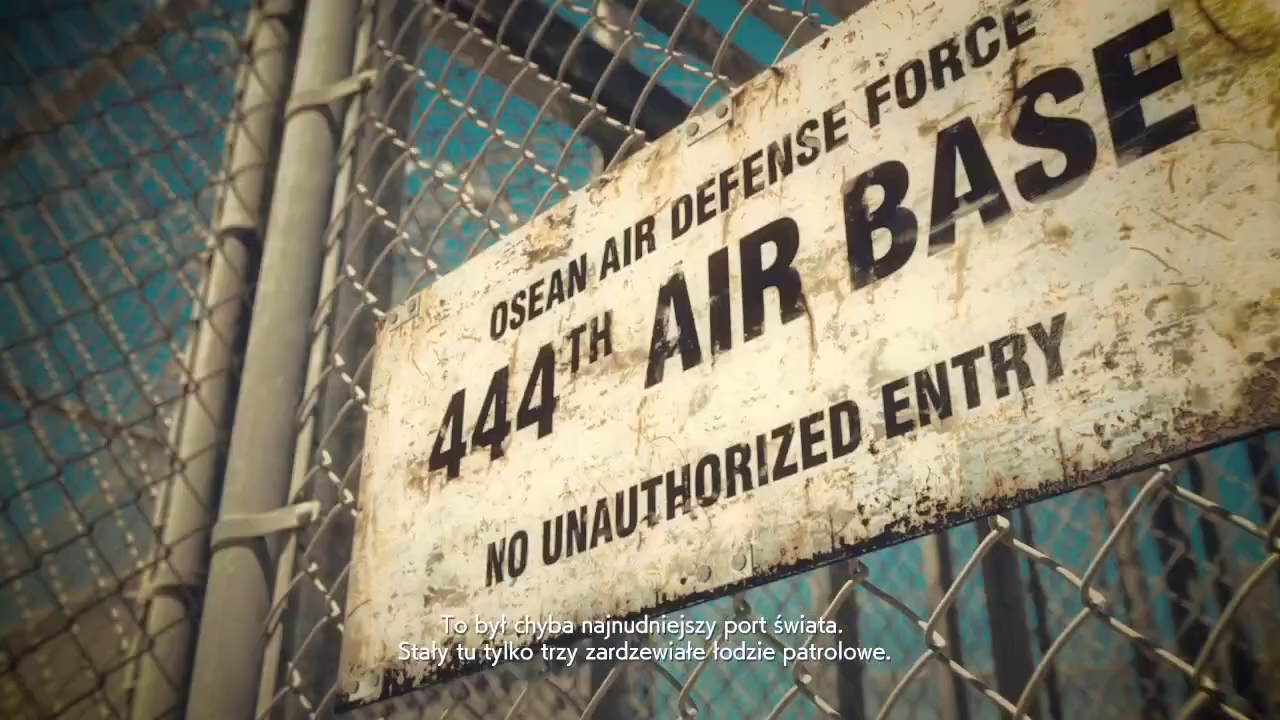 OSEAN AIR DEFENSE FORCE
444TH AIR BASE
NO UNAUTHORIZED ENTRY
To był chyba najnudniejszy port świata.
Stały tu tylko trzy zardzewiałe łodzie patrolowe.